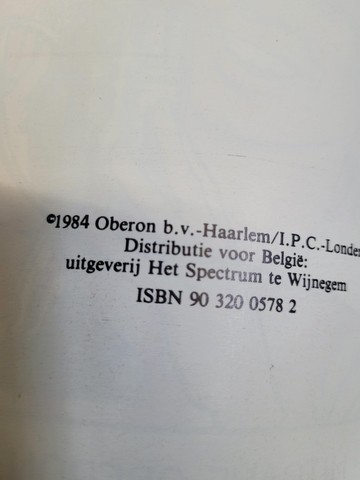 ©1984 Oberon b.v.-Haarlem/I.P.C.-Londen
Distributie voor België:
uitgeverij Het Spectrum te Wijnegem
ISBN 90 320 0578 2